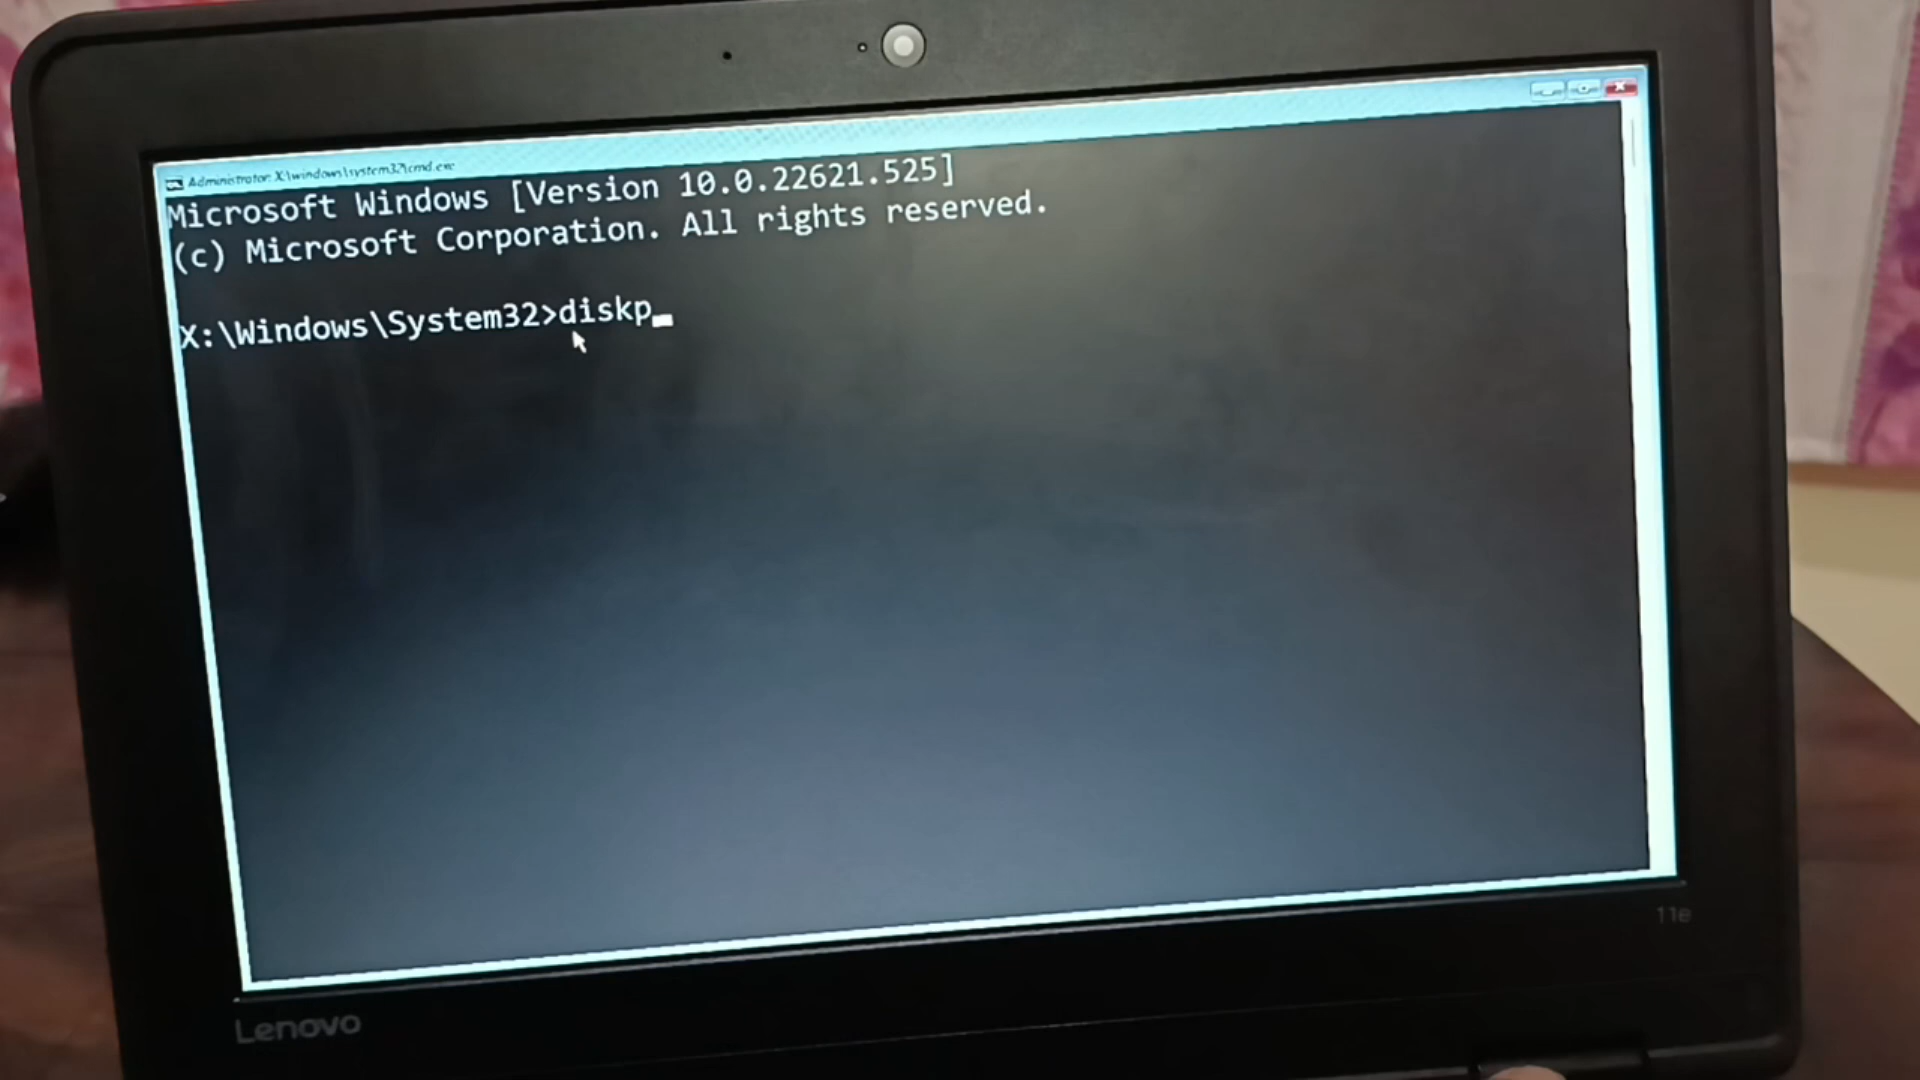 Administrator: X:\windows\system32\cmd.exe
Microsoft Windows [Version 10.0.22621.525]
(c) Microsoft Corporation. All rights reserved.
X:\Windows\System32>diskp
11e
Lenovo